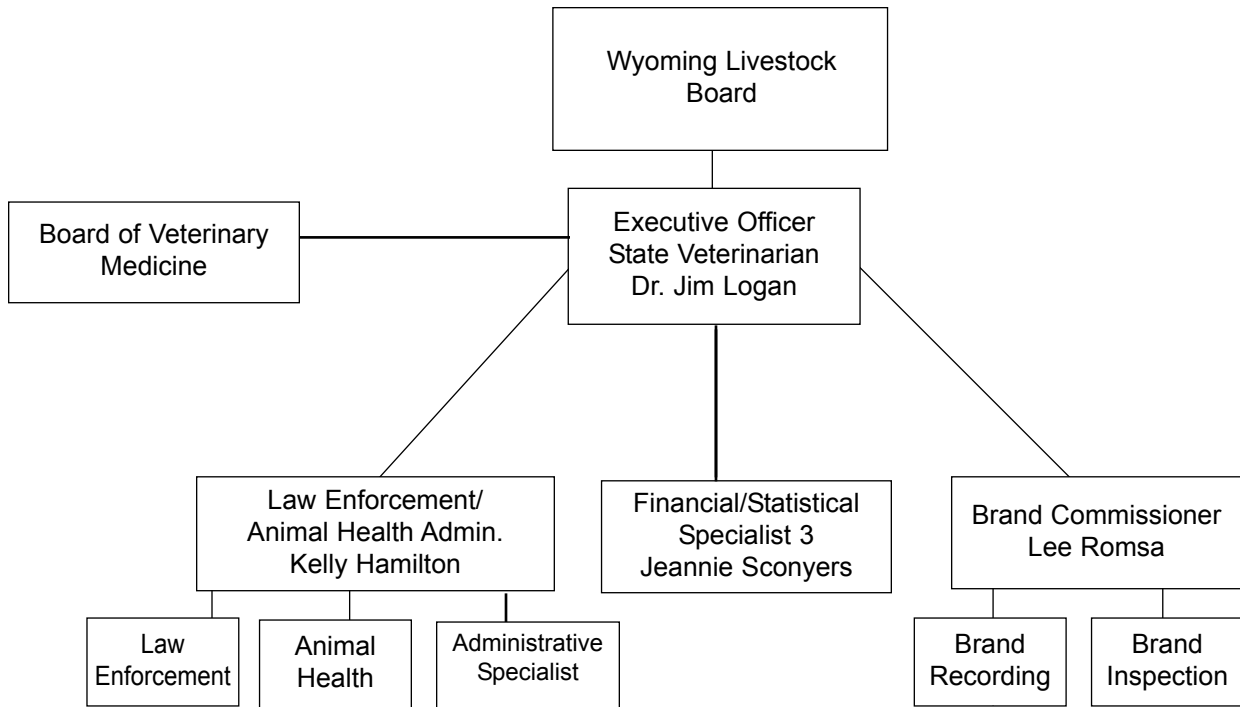 Wyoming Livestock
Board
Board of Veterinary
Medicine
Executive Officer
State Veterinarian
Dr. Jim Logan
Law Enforcement/
Animal Health Admin.
Kelly Hamilton
Financial/Statistical
Specialist 3
Jeannie Sconyers
Brand Commissioner
Lee Romsa
Law
Enforcement
Animal
Health
Administrative
Specialist
Brand
Recording
Brand
Inspection